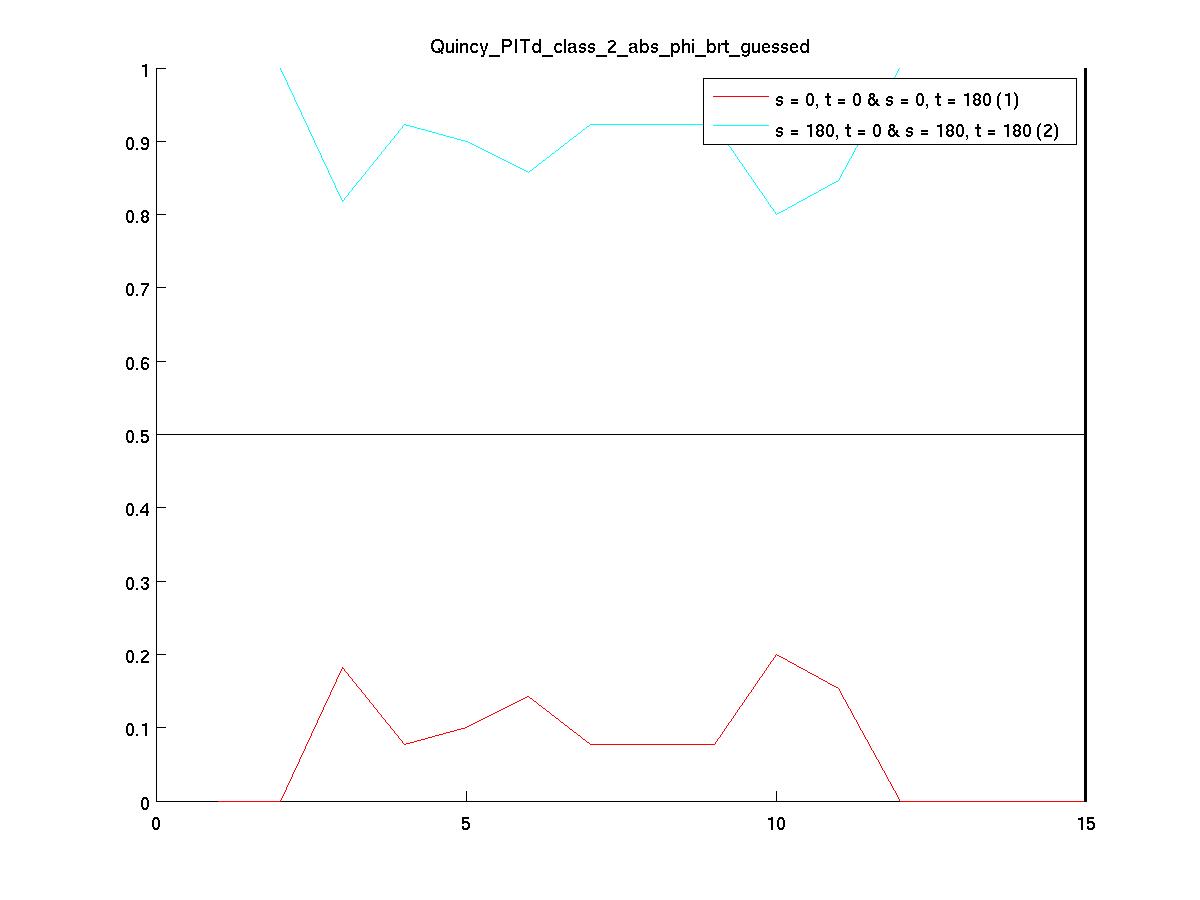 Quincy_PITd_class_2_abs_phi_brt_guessed
s = 0, t = 0 & s = 0, t = 180 (1)
s = 180, t = 0 & s = 180, t = 180 (2)
1
0.9
0.8
0.7
0.6
0.5
0.4
0.3
0.2
0.1
0
0 5 10 15